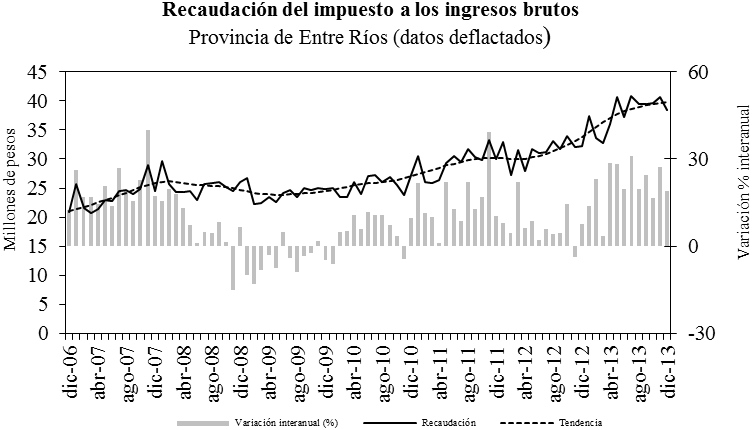 Recaudación del impuesto a los ingresos brutos
Provincia de Entre Ríos (datos deflactados)
Millones de pesos
45
40
35
30
25
20
15
10
5
0
60
30
0
-30
Variación % interanual
dic-06
abr-07
ago-07
dic-07
abr-08
ago-08
dic-08
abr-09
ago-09
dic-09
abr-10
ago-10
dic-10
abr-11
ago-11
dic-11
abr-12
ago-12
dic-12
abr-13
ago-13
dic-13
Variación interanual (%)
Recaudación
Tendencia